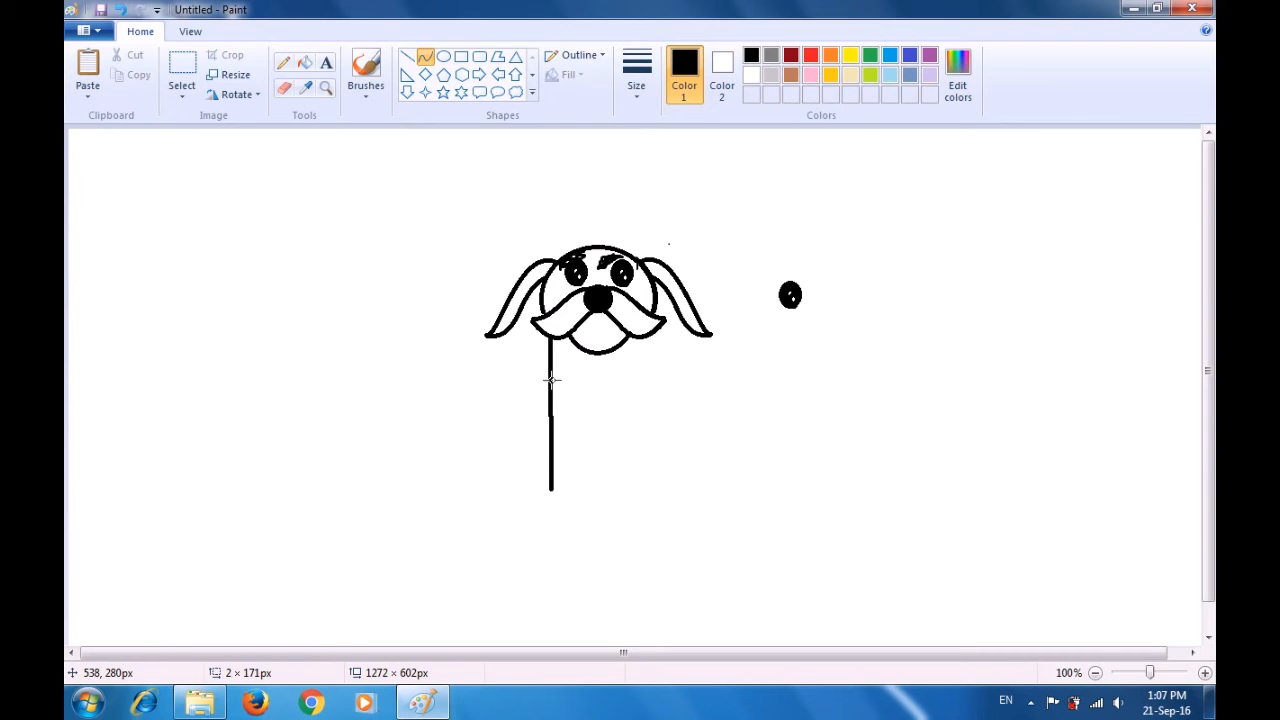 Untitled - Paint
Home View
Paste
Cut
Copy
Clipboard
Select
Crop
Resize
Rotate
Image
A
Tools
Brushes
Outline
Fill
Shapes
Size
Color 1
Color 2
Edit colors
Colors
538, 280px 2 × 171px 1272 × 602px 100%
EN 1:07 PM
21-Sep-16